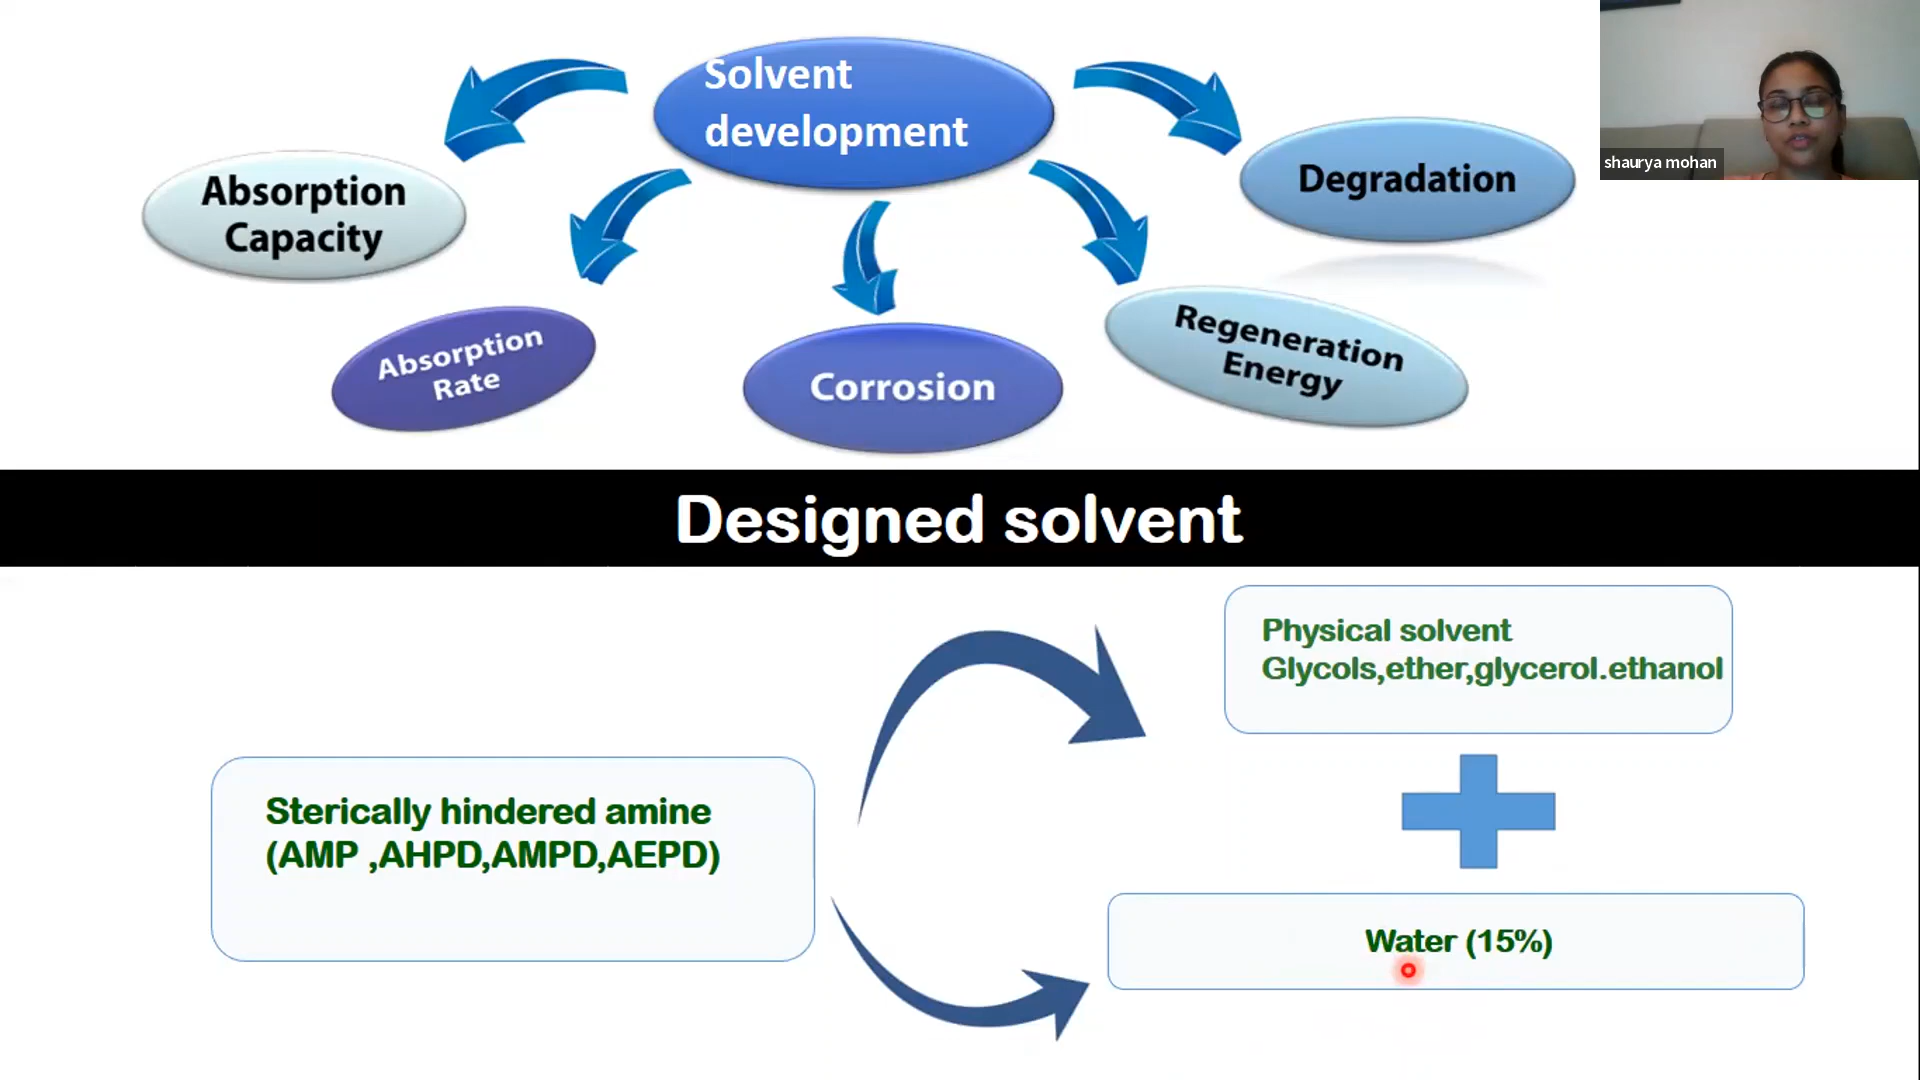 Solvent
development
shaurya mohan
Absorption
Capacity
Degradation
Absorption
Rate
Corrosion
Regeneration
Energy
Designed solvent
Physical solvent
Glycols,ether,glycerol.ethanol
Sterically hindered amine
(AMP ,AHPD,AMPD,AEPD)
Water (15%)